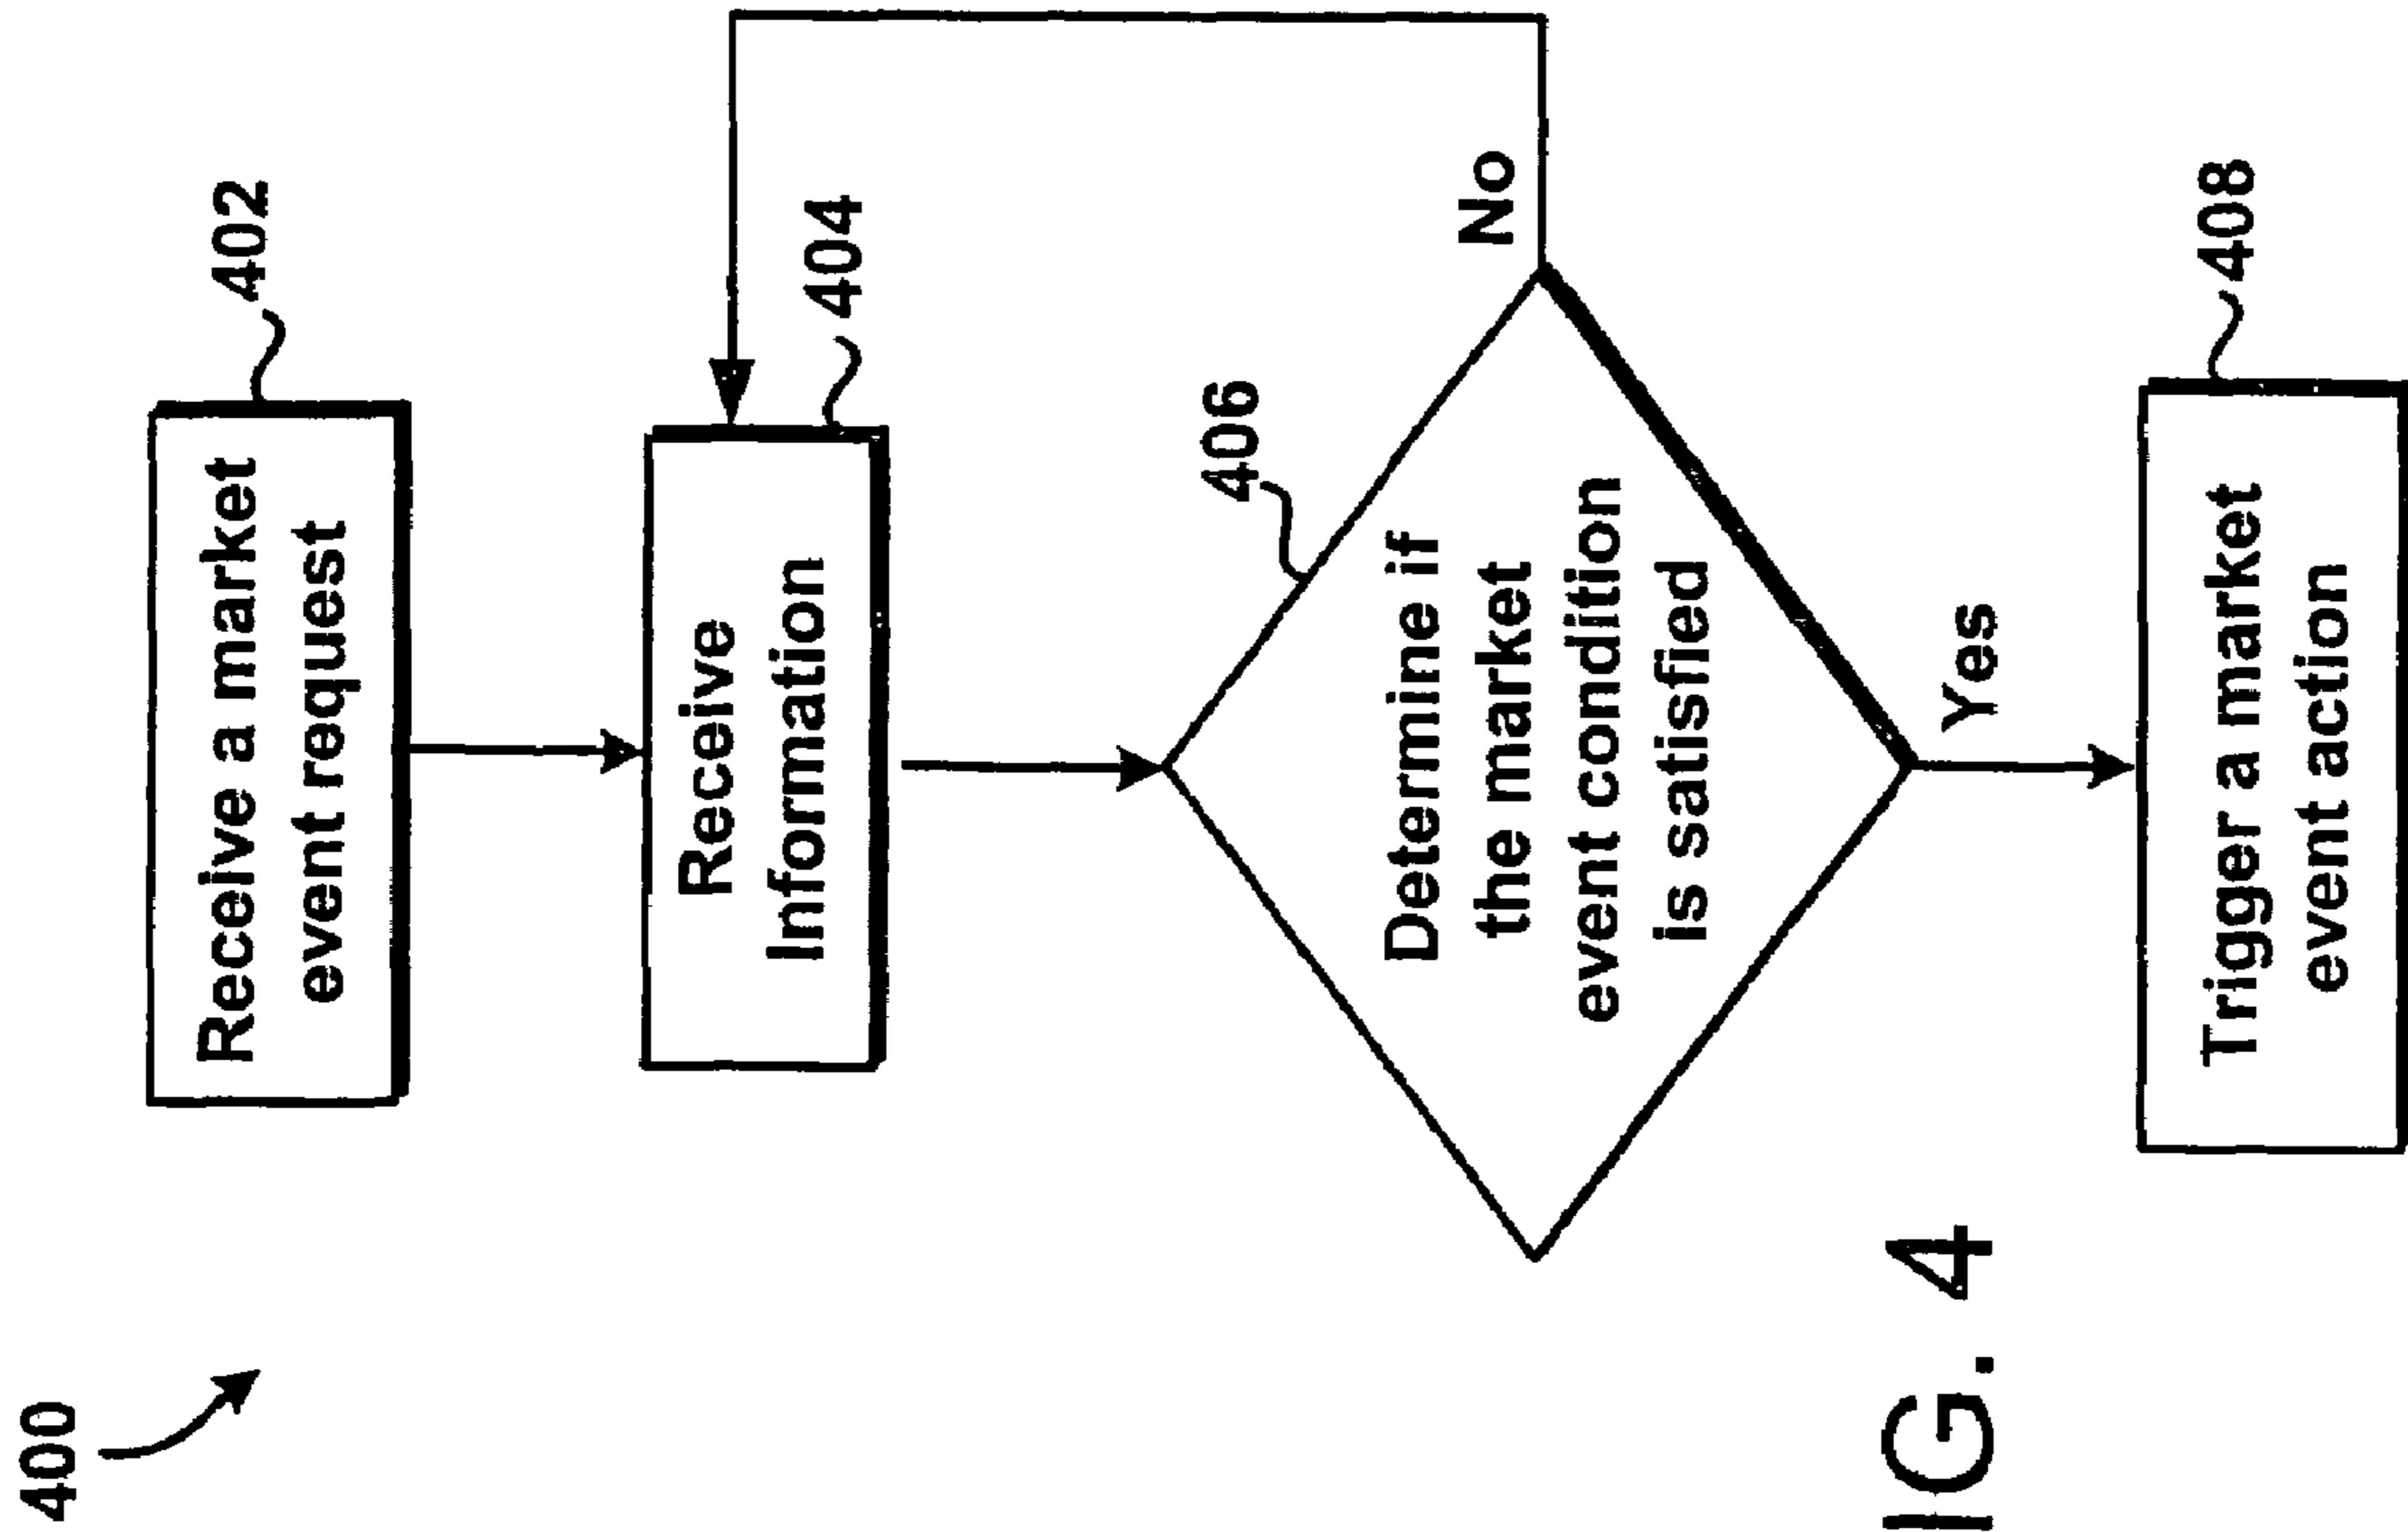 400
Receive a market
event request
402
Receive
Information
404
406
Determine if
the market
event condition
is satisfied
No
Yes
Trigger a market
event action
408
IG. 4